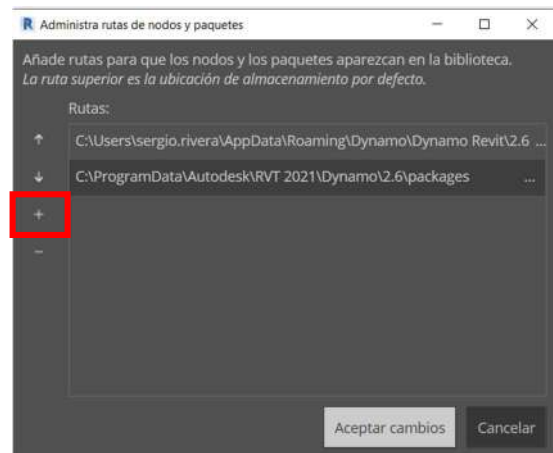 Administra rutas de nodos y paquetes
Añade rutas para que los nodos y los paquetes aparezcan en la biblioteca.
La ruta superior es la ubicación de almacenamiento por defecto.
Rutas:
C:\Users\sergio.rivera\AppData\Roaming\Dynamo\Dynamo Revit\2.6 ...
C:\ProgramData\Autodesk\RVT 2021\Dynamo\2.6\packages ...
Aceptar cambios Cancelar